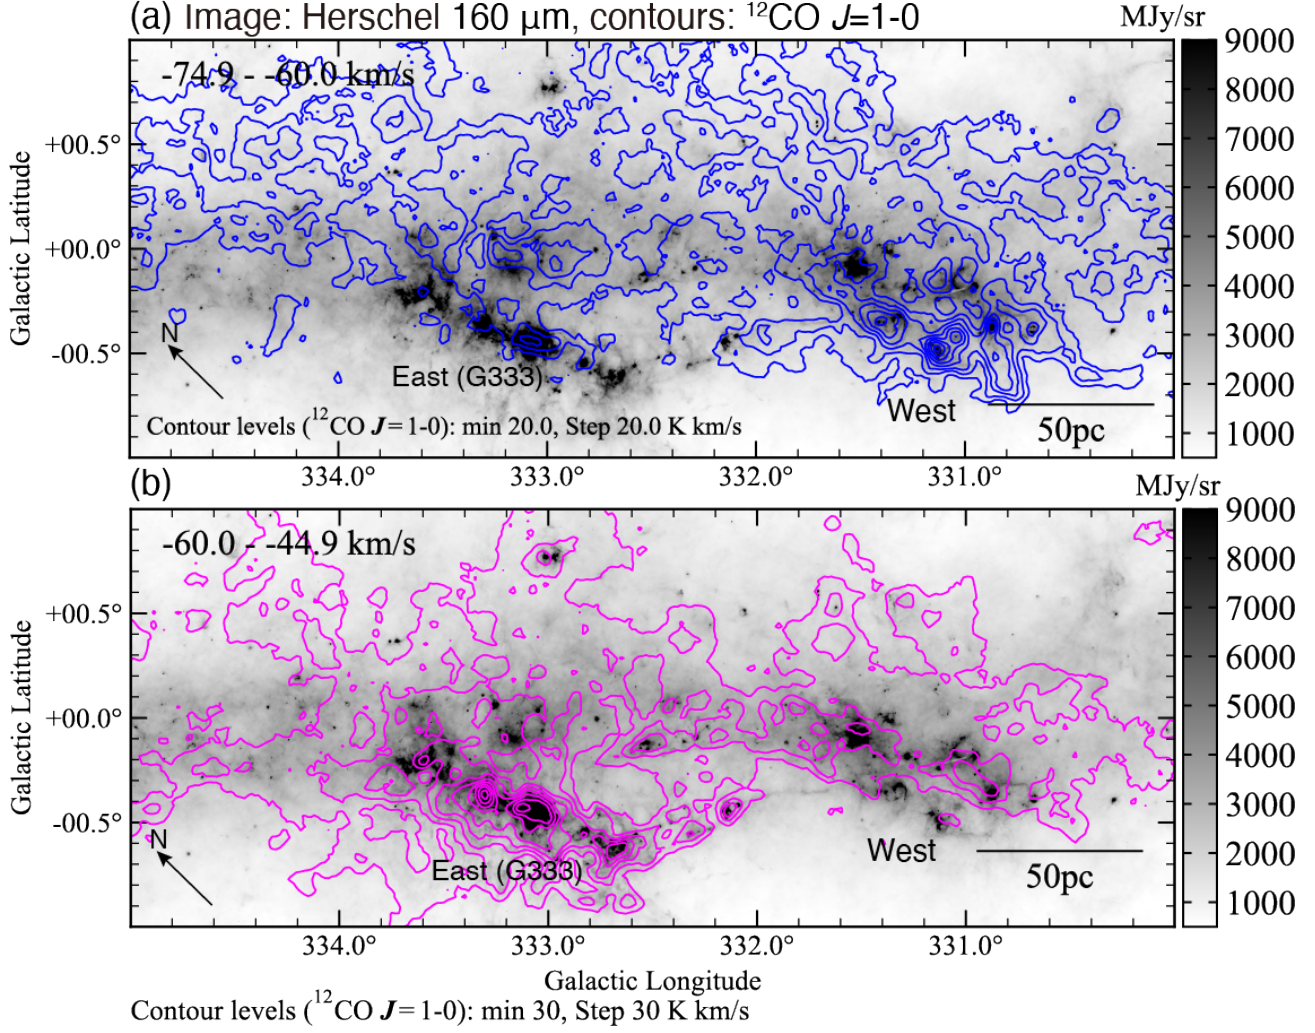 (a) Image: Herschel 160 μm, contours: ¹²CO J=1-0
MJy/sr
-74.9 - -60.0 km/s
9000
8000
7000
6000
5000
4000
3000
2000
1000
+00.5°
+00.0°
-00.5°
Galactic Latitude
N
East (G333)
West
50pc
Contour levels (¹²CO J=1-0): min 20.0, Step 20.0 K km/s
334.0° 333.0° 332.0° 331.0°
(b)
MJy/sr
-60.0 - -44.9 km/s
9000
8000
7000
6000
5000
4000
3000
2000
1000
+00.5°
+00.0°
-00.5°
Galactic Latitude
N
East (G333)
West
50pc
334.0° 333.0° 332.0° 331.0°
Galactic Longitude
Contour levels (¹²CO J=1-0): min 30, Step 30 K km/s